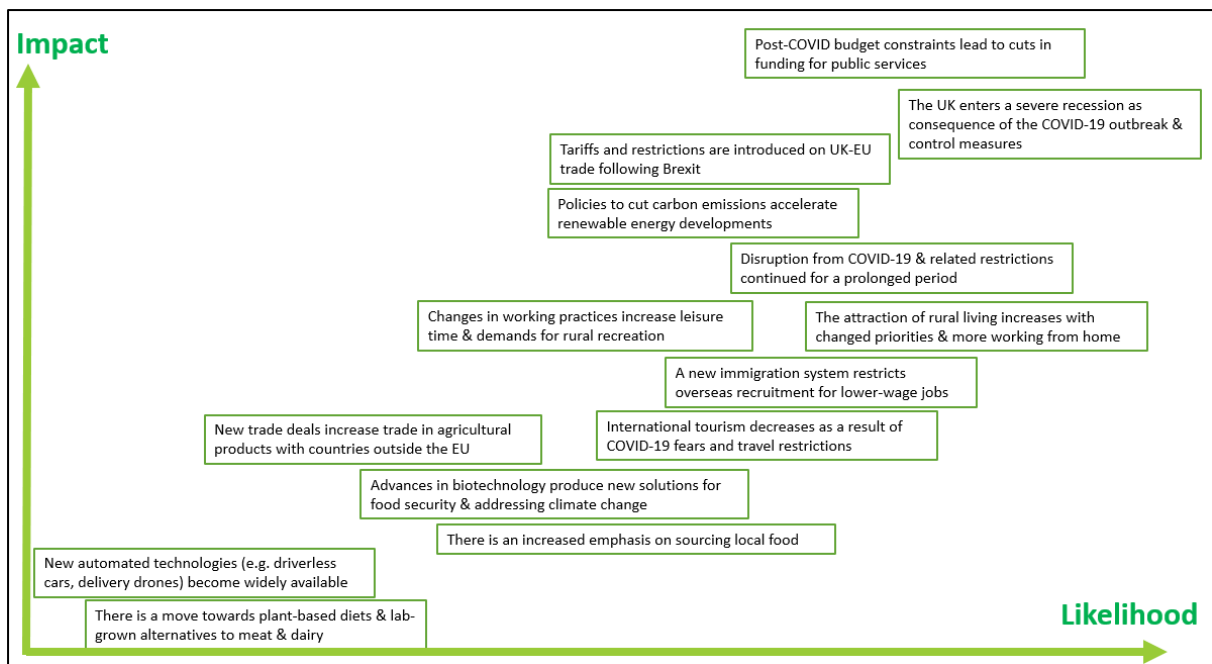 Impact
Post-COVID budget constraints lead to cuts in
funding for public services
The UK enters a severe recession as
consequence of the COVID-19 outbreak &
control measures
Tariffs and restrictions are introduced on UK-EU
trade following Brexit
Policies to cut carbon emissions accelerate
renewable energy developments
Disruption from COVID-19 & related restrictions
continued for a prolonged period
Changes in working practices increase leisure
time & demands for rural recreation
The attraction of rural living increases with
changed priorities & more working from home
A new immigration system restricts
overseas recruitment for lower-wage jobs
New trade deals increase trade in agricultural
products with countries outside the EU
International tourism decreases as a result of
COVID-19 fears and travel restrictions
Advances in biotechnology produce new solutions for
food security & addressing climate change
There is an increased emphasis on sourcing local food
New automated technologies (e.g. driverless
cars, delivery drones) become widely available
There is a move towards plant-based diets & lab-
grown alternatives to meat & dairy
Likelihood